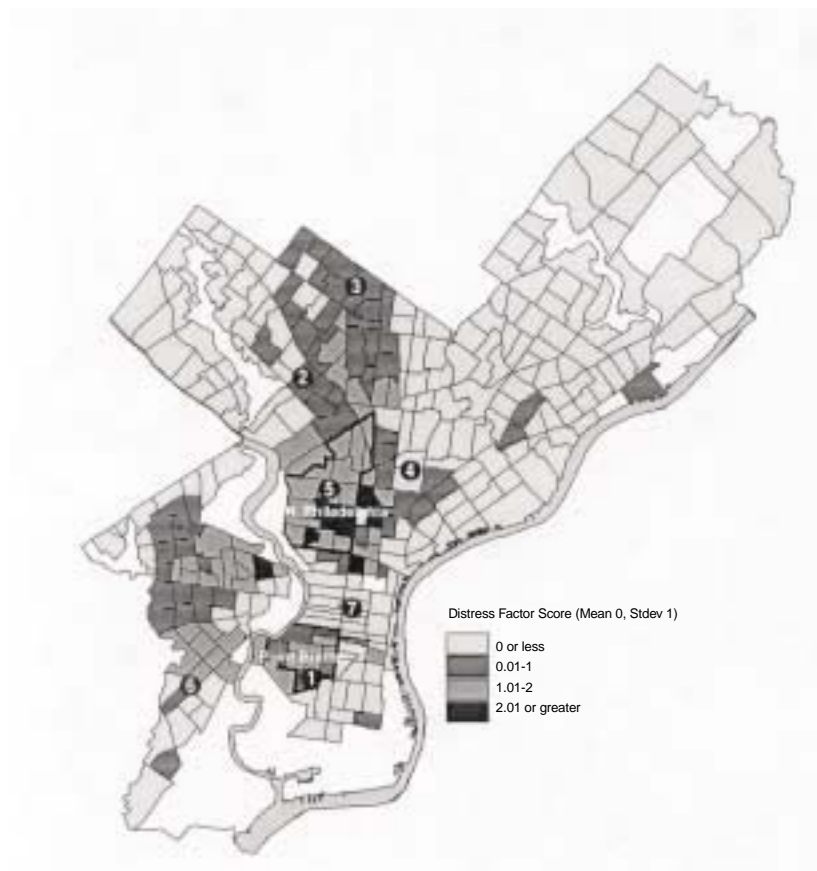 3
2
4
5
N. Philadelphia
7
1
6
Distress Factor Score (Mean 0, Stdev 1)
0 or less
0.01-1
1.01-2
2.01 or greater